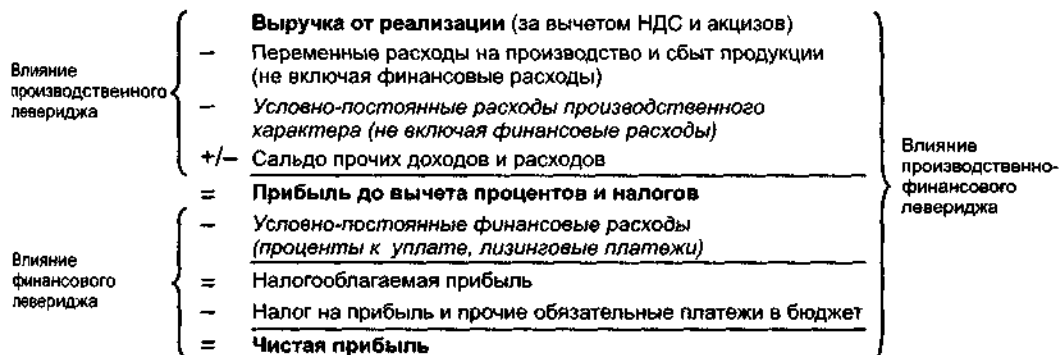 Выручка от реализации (за вычетом НДС и акцизов)
– Переменные расходы на производство и сбыт продукции
(не включая финансовые расходы)
– Условно-постоянные расходы производственного
характера (не включая финансовые расходы)
+/– Сальдо прочих доходов и расходов
= Прибыль до вычета процентов и налогов
– Условно-постоянные финансовые расходы
(проценты к уплате, лизинговые платежи)
= Налогооблагаемая прибыль
– Налог на прибыль и прочие обязательные платежи в бюджет
= Чистая прибыль
Влияние
производственного
левериджа
Влияние
финансового
левериджа
Влияние
производственно-
финансового
левериджа